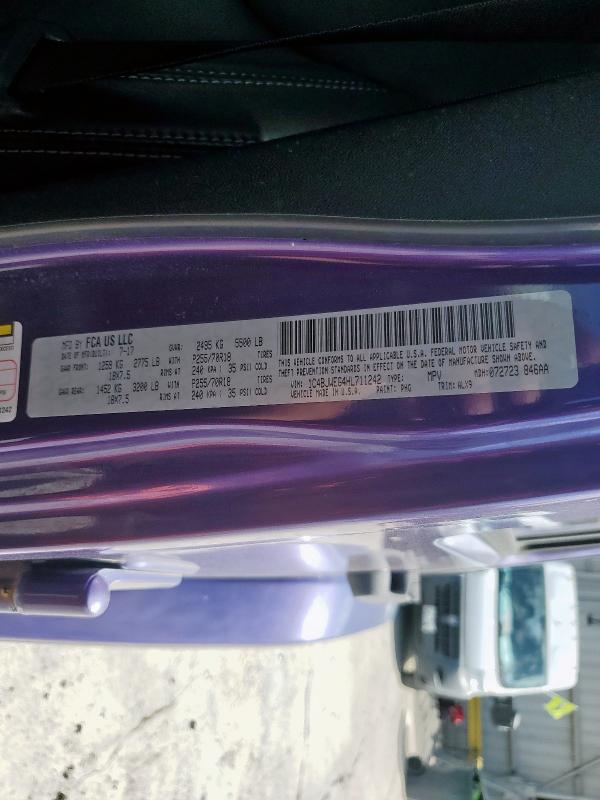 MFD BY FCA US LLC
DATE OF MFR(BUILT): 7-17 GVWR: 2495 KG 5500 LB
GAWR FRONT: 1259 KG 2775 LB WITH P255/70R18 TIRES
18X7.5 RIMS AT 240 KPA ( 35 PSI COLD
GAWR REAR: 1452 KG 3200 LB WITH P255/70R18 TIRES
18X7.5 RIMS AT 240 KPA ( 35 PSI COLD
THIS VEHICLE CONFORMS TO ALL APPLICABLE U.S.A. FEDERAL MOTOR VEHICLE SAFETY AND
THEFT PREVENTION STANDARDS IN EFFECT ON THE DATE OF MANUFACTURE SHOWN ABOVE.
VIN: 1C4BJWEG4HL711242 TYPE: MPV MDH: 072723 846AA
VEHICLE MADE IN U.S.A. PAINT: PHG TRIM: ALX9
1242